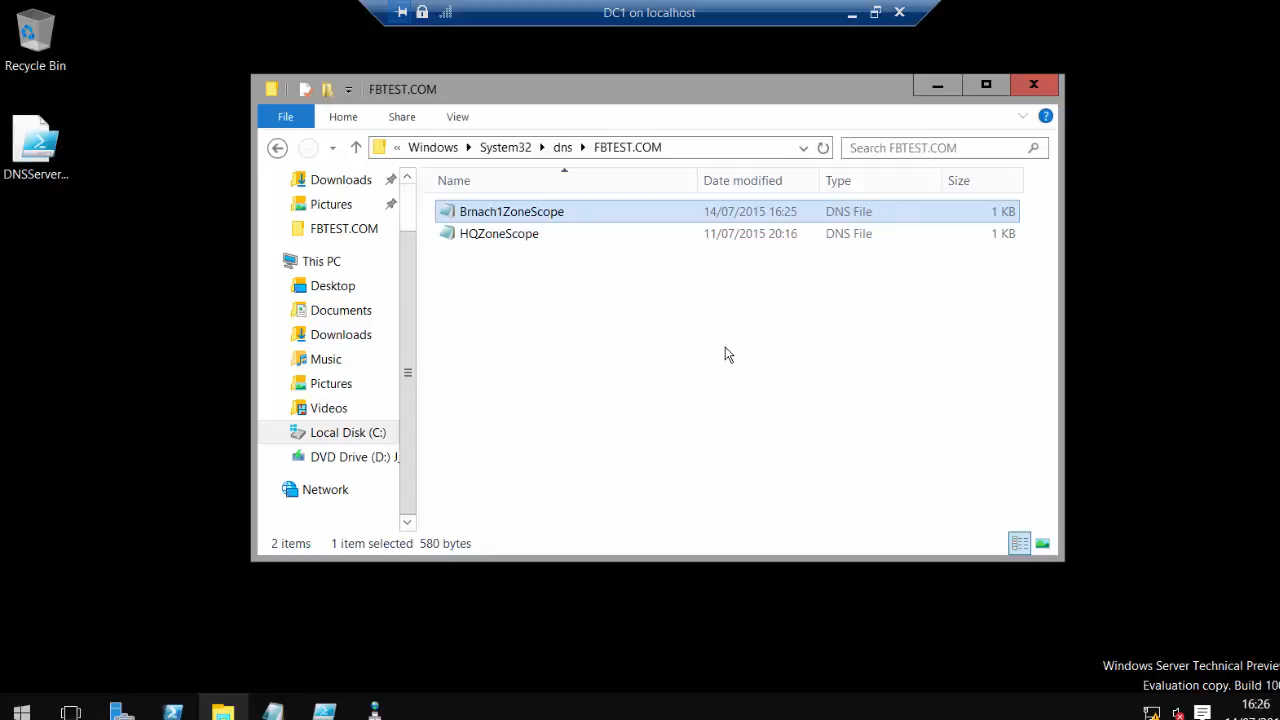 DC1 on localhost
Recycle Bin
DNSServer...
FBTEST.COM
File Home Share View
« Windows System32 dns FBTEST.COM
Search FBTEST.COM
Name Date modified Type Size
Brnach1ZoneScope 14/07/2015 16:25 DNS File 1 KB
HQZoneScope 11/07/2015 20:16 DNS File 1 KB
Downloads
Pictures
FBTEST.COM
This PC
Desktop
Documents
Downloads
Music
Pictures
Videos
Local Disk (C:)
DVD Drive (D:) J
Network
2 items 1 item selected 580 bytes
Windows Server Technical Previe
Evaluation copy. Build 10
16:26